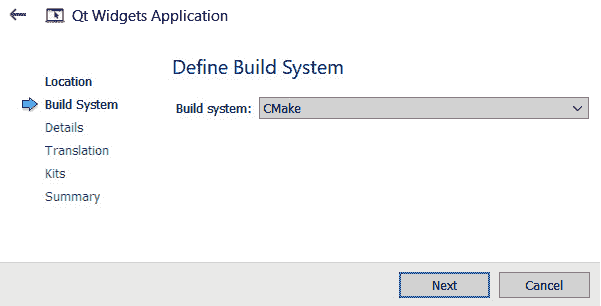 Qt Widgets Application
Define Build System
Location
Build System
Details
Translation
Kits
Summary
Build system: CMake
Next Cancel